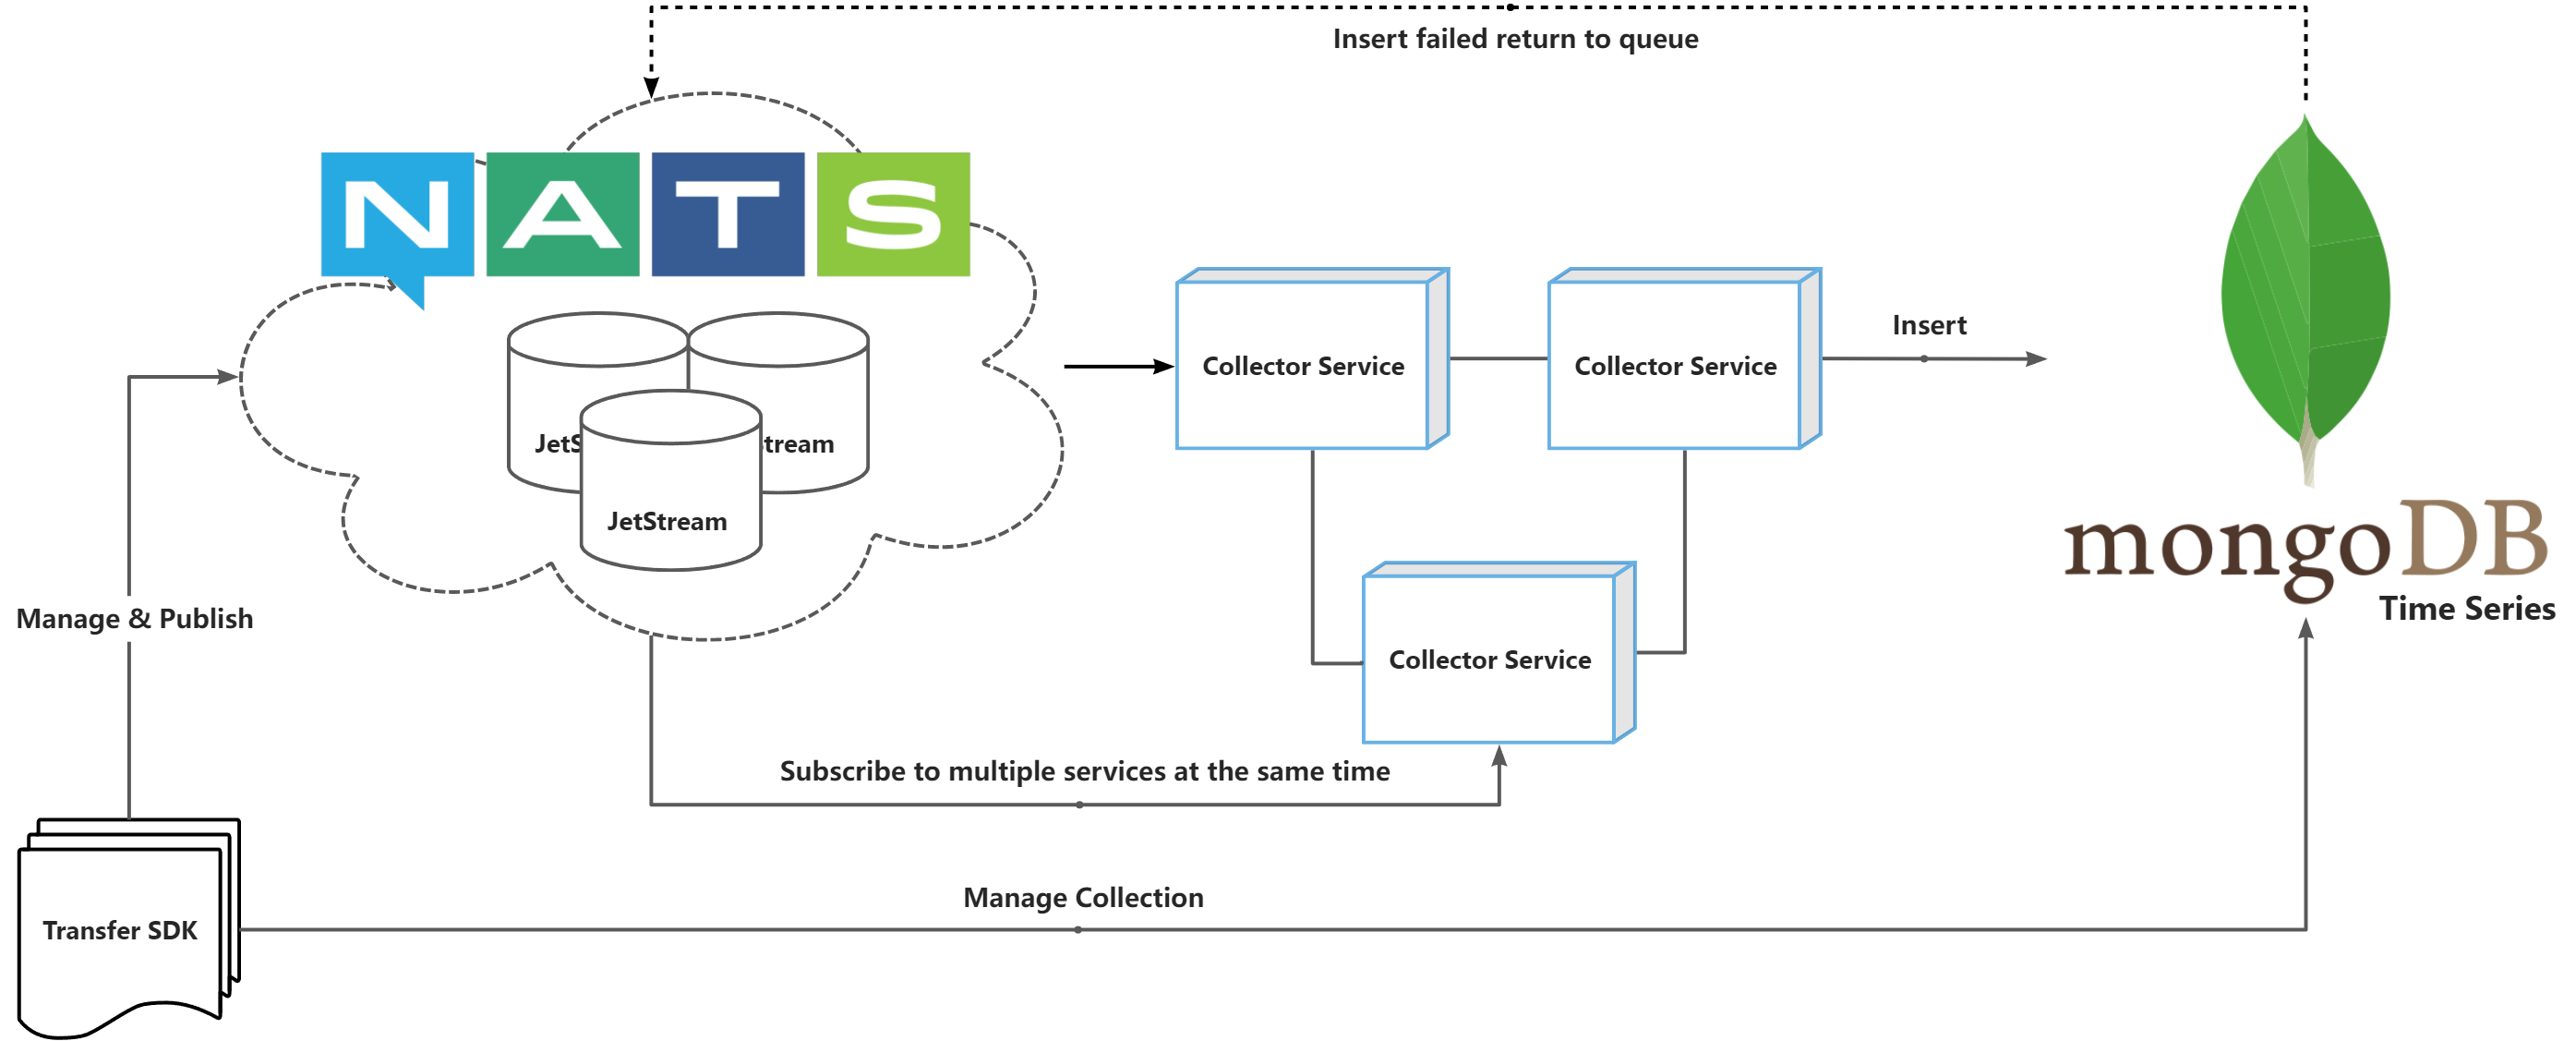 Insert failed return to queue
NATS
Insert
Collector Service
Collector Service
JetS
tream
JetStream
mongoDB
Time Series
Manage & Publish
Collector Service
Subscribe to multiple services at the same time
Manage Collection
Transfer SDK